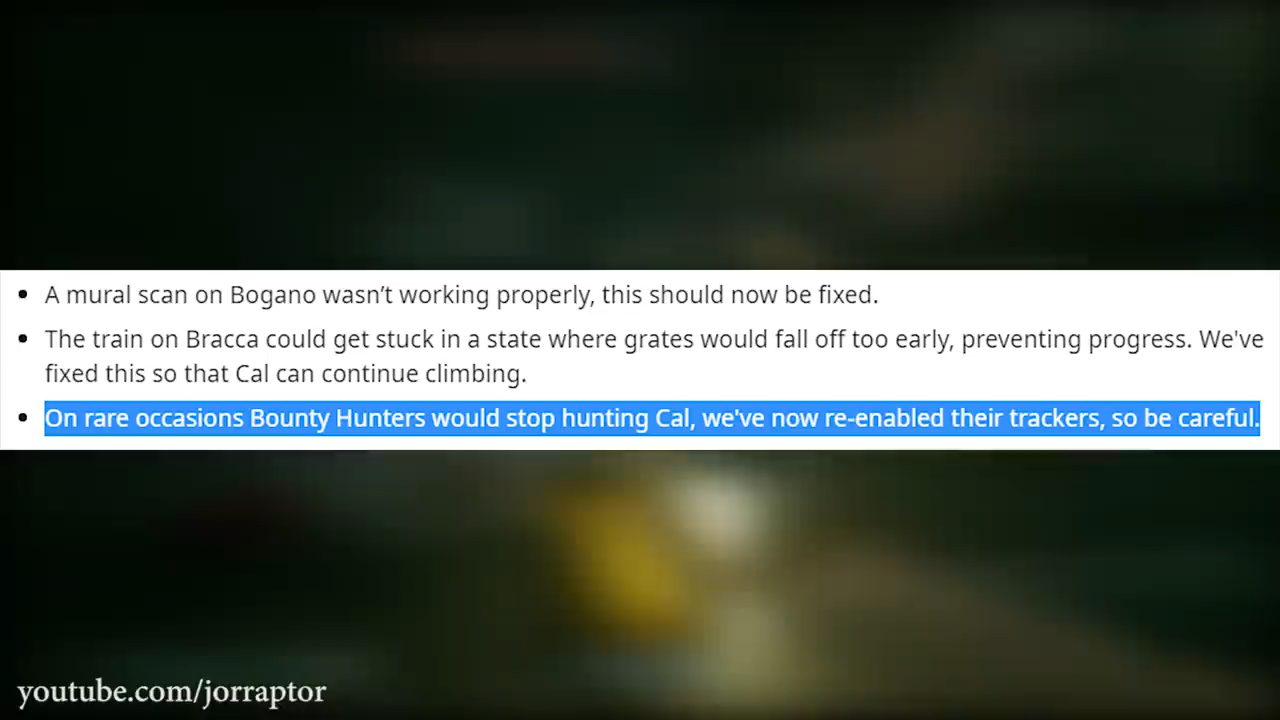 A mural scan on Bogano wasn’t working properly, this should now be fixed.
The train on Bracca could get stuck in a state where grates would fall off too early, preventing progress. We've
fixed this so that Cal can continue climbing.
On rare occasions Bounty Hunters would stop hunting Cal, we've now re-enabled their trackers, so be careful.
youtube.com/jorraptor